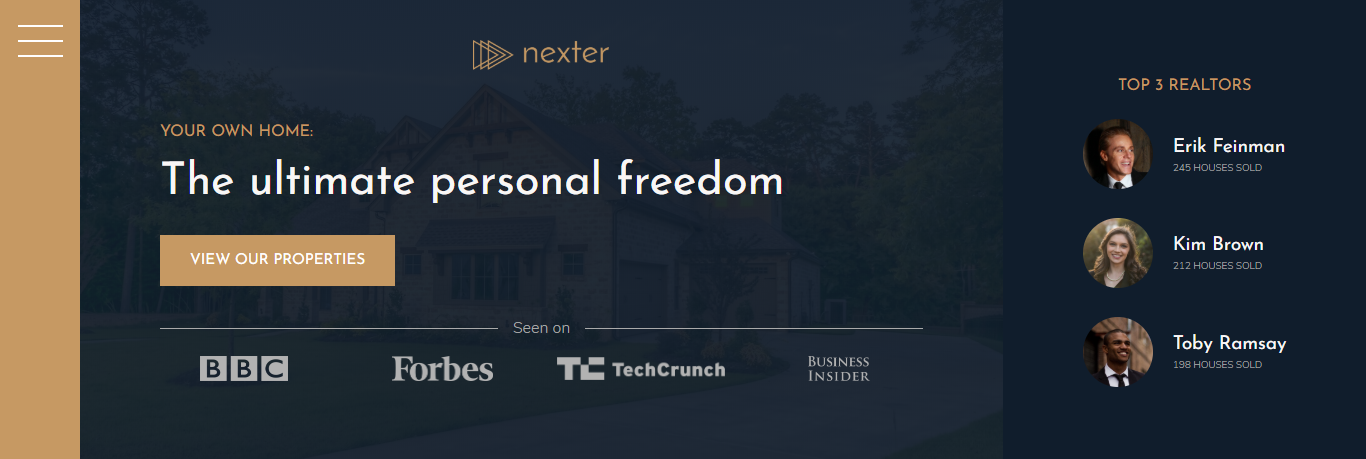 nexter
YOUR OWN HOME:
The ultimate personal freedom
VIEW OUR PROPERTIES
Seen on
BBC
Forbes
TC TechCrunch
BUSINESS
INSIDER
TOP 3 REALTORS
Erik Feinman
245 HOUSES SOLD
Kim Brown
212 HOUSES SOLD
Toby Ramsay
198 HOUSES SOLD